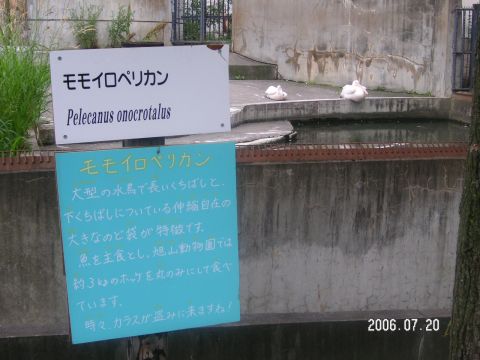 モモイロペリカン
Pelecanus onocrotalus
モモイロペリカン
大型の水鳥で長いくちばしと、
下くちばしについている伸縮自在の
大きなのど袋が特徴です。
魚を主食とし、旭山動物園では
約3kgのホッケを丸のみにして食べ
ています。
時々、カラスが盗みに来ますね!
2006.07.20